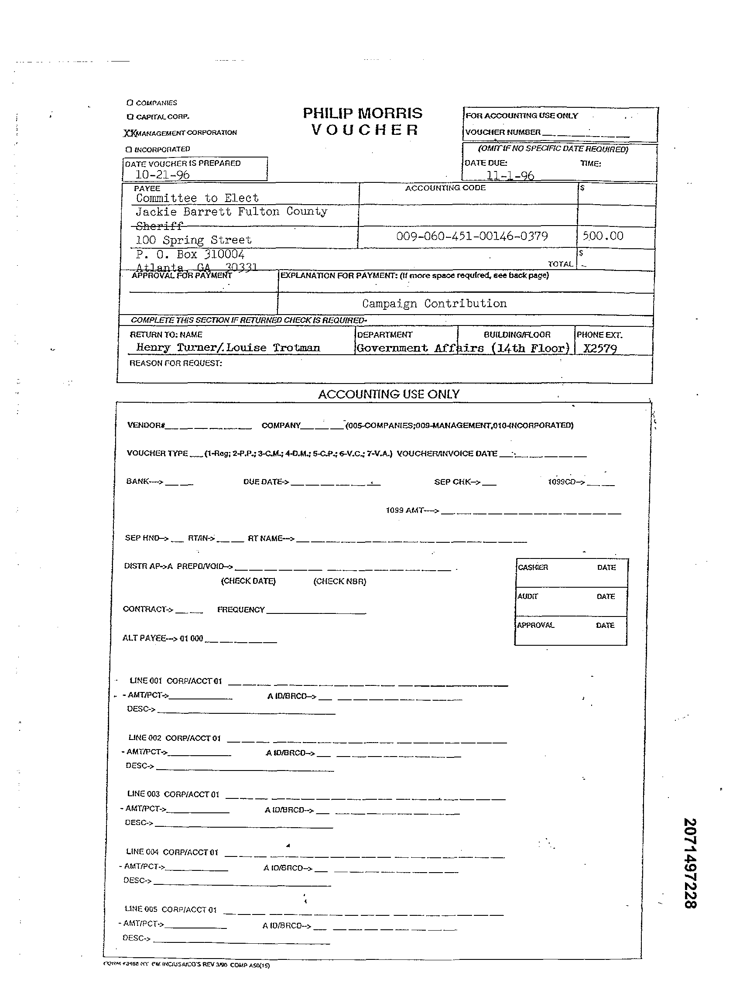 ☐ COMPANIES
☐ CAPITAL CORP.
XX MANAGEMENT CORPORATION
☐ INCORPORATED
PHILIP MORRIS
VOUCHER
FOR ACCOUNTING USE ONLY
VOUCHER NUMBER
(OMIT IF NO SPECIFIC DATE REQUIRED)
DATE VOUCHER IS PREPARED
10-21-96
DATE DUE: TIME:
11-1-96
PAYEE ACCOUNTING CODE $
Committee to Elect
Jackie Barrett Fulton County
Sheriff
100 Spring Street 009-060-451-00146-0379 500.00
P. O. Box 310004 $
Atlanta, GA 30331 TOTAL
APPROVAL FOR PAYMENT EXPLANATION FOR PAYMENT: (If more space required, see back page)
Campaign Contribution
COMPLETE THIS SECTION IF RETURNED CHECK IS REQUIRED-
RETURN TO: NAME DEPARTMENT BUILDING/FLOOR PHONE EXT.
Henry Turner/Louise Trotman Government Affairs (14th Floor) X2579
REASON FOR REQUEST:
ACCOUNTING USE ONLY
VENDOR# COMPANY (005-COMPANIES;009-MANAGEMENT,010-INCORPORATED)
VOUCHER TYPE (1-Reg; 2-P.P.; 3-C.M.; 4-D.M.; 5-C.P.; 6-V.C.; 7-V.A.) VOUCHER/INVOICE DATE
BANK---> DUE DATE-> SEP CHK-> 1099CD->
1099 AMT--->
SEP HND-> RTAN-> RT NAME--->
DISTR AP->A PREPD/VOID-->
(CHECK DATE) (CHECK NBR)
CASHIER DATE
AUDIT DATE
CONTRACT-> FREQUENCY
APPROVAL DATE
ALT PAYEE---> 01 000
LINE 001 CORP/ACCT 01
- AMT/PCT-> A ID/BRCD-->
DESC->
LINE 002 CORP/ACCT 01
- AMT/PCT-> A ID/BRCD-->
DESC->
LINE 003 CORP/ACCT 01
- AMT/PCT-> A ID/BRCD-->
DESC->
LINE 004 CORP/ACCT 01
- AMT/PCT-> A ID/BRCD-->
DESC->
LINE 005 CORP/ACCT 01
- AMT/PCT-> A ID/BRCD-->
DESC->
REV 3/90 COMP A50(15)
2071497228